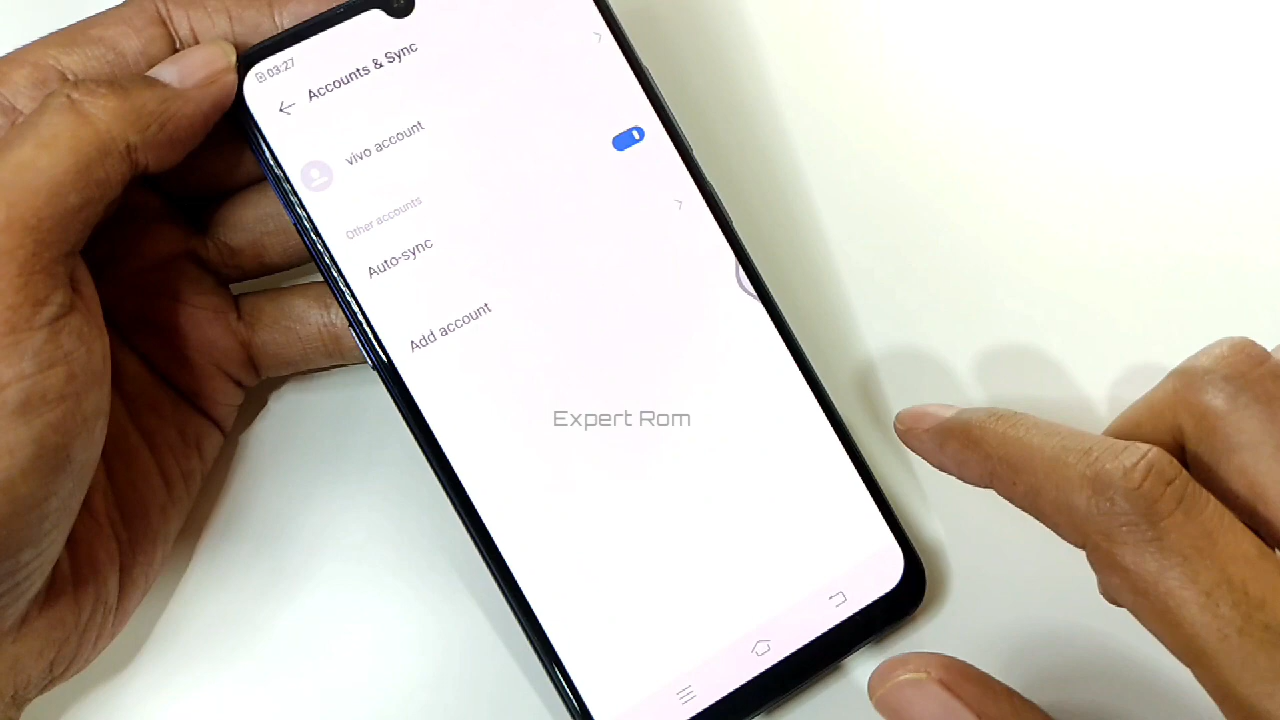 03:27
Accounts & Sync
vivo account
Other accounts
Auto-sync
Add account
Expert Rom